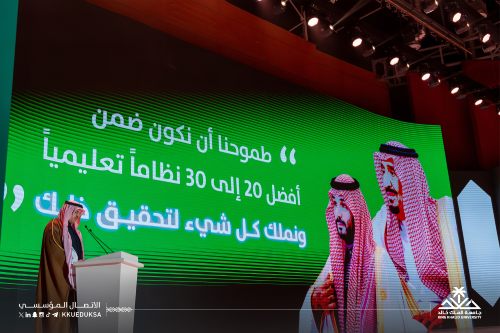 “ طموحنا أن نكون ضمن
أفضل 20 إلى 30 نظاماً تعليمياً
ونملك كل شيء لتحقيق ذلك ”
الاتصال المؤسسي
KKUEDUKSA
جامعة الملك خالد
KING KHALID UNIVERSITY